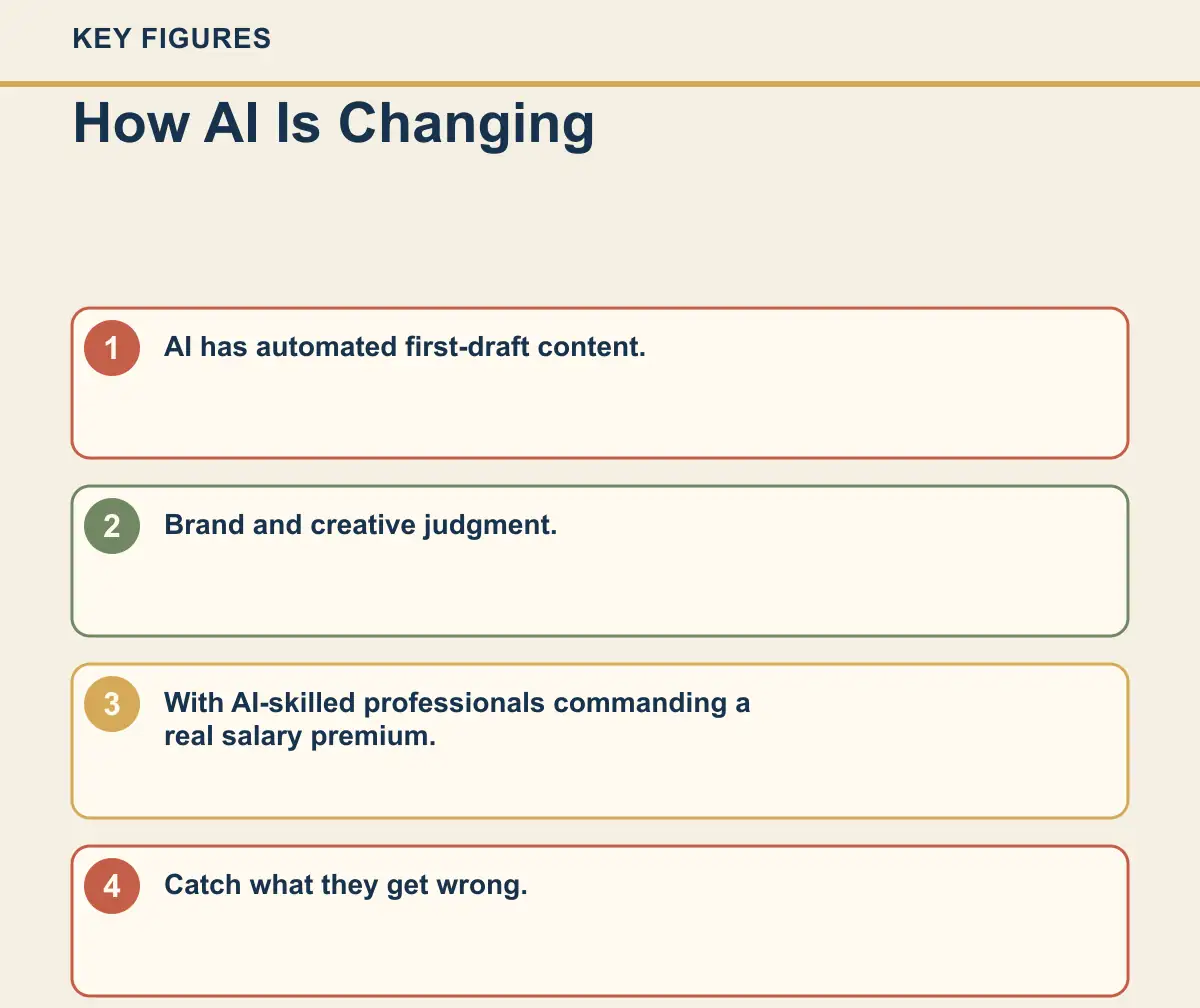 KEY FIGURES
How AI Is Changing
1
AI has automated first-draft content.
2
Brand and creative judgment.
3
With AI-skilled professionals commanding a
real salary premium.
4
Catch what they get wrong.